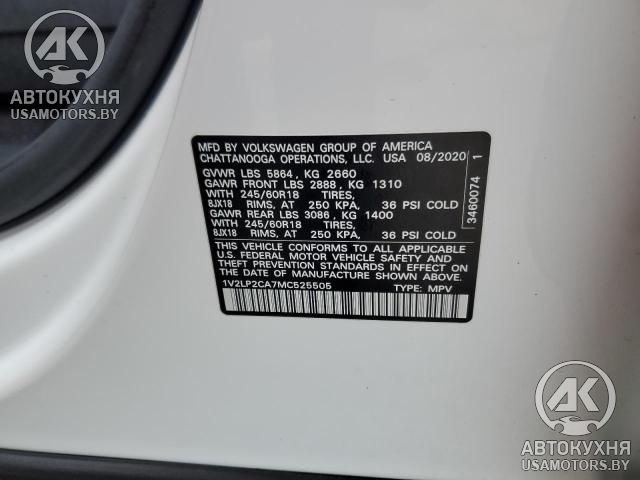 АК
АВТОКУХНЯ
USAMOTORS.BY
MFD BY VOLKSWAGEN GROUP OF AMERICA
CHATTANOOGA OPERATIONS, LLC. USA 08/2020
GVWR LBS 5864, KG 2660
GAWR FRONT LBS 2888, KG 1310
WITH 245/60R18 TIRES,
8JX18 RIMS, AT 250 KPA, 36 PSI COLD
GAWR REAR LBS 3086, KG 1400
WITH 245/60R18 TIRES,
8JX18 RIMS, AT 250 KPA, 36 PSI COLD
THIS VEHICLE CONFORMS TO ALL APPLICABLE
U.S. FEDERAL MOTOR VEHICLE SAFETY AND
THEFT PREVENTION STANDARDS IN EFFECT ON
THE DATE OF MANUFACTURE SHOWN ABOVE.
1V2LP2CA7MC525505 TYPE: MPV
3460074 1
АК
АВТОКУХНЯ
USAMOTORS.BY